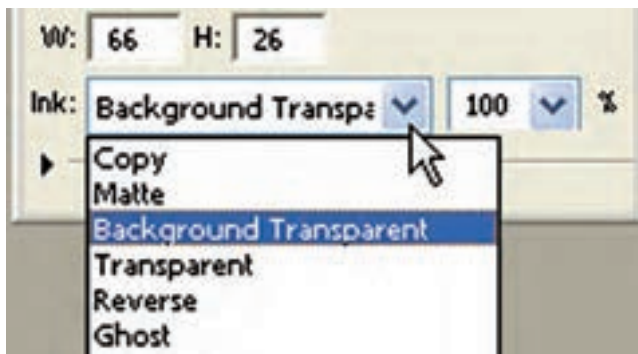 W: 66 H: 26
Ink: Background Transpa 100 %
Copy
Matte
Background Transparent
Transparent
Reverse
Ghost